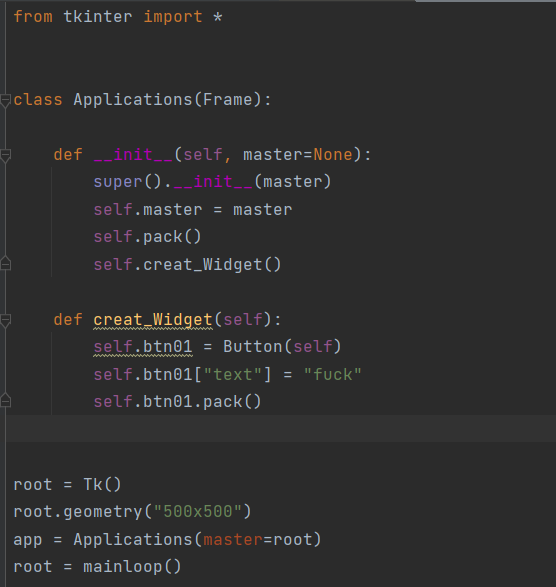 from tkinter import *
class Applications(Frame):
    def __init__(self, master=None):
        super().__init__(master)
        self.master = master
        self.pack()
        self.creat_Widget()
    def creat_Widget(self):
        self.btn01 = Button(self)
        self.btn01["text"] = "fuck"
        self.btn01.pack()
root = Tk()
root.geometry("500x500")
app = Applications(master=root)
root = mainloop()